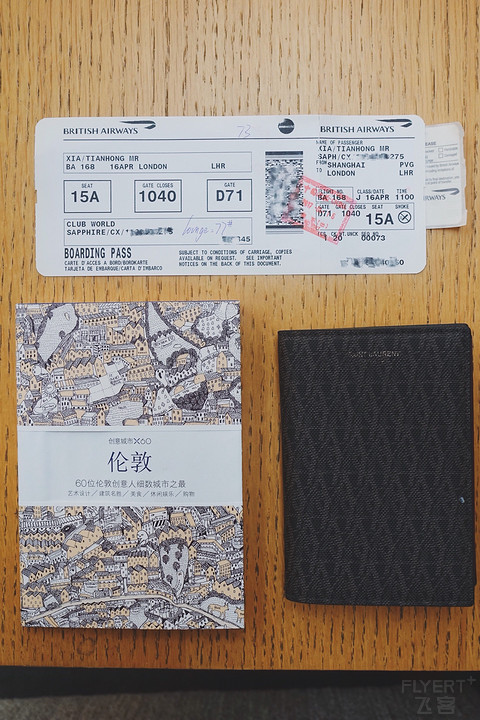 BRITISH AIRWAYS
XIA/TIANHONG MR
BA 168 16APR LONDON LHR
SEAT
15A
GATE CLOSES
1040
GATE
D71
CLUB WORLD
SAPPHIRE/CX/
145
BOARDING PASS
CARTE D'ACCES A BORD/BORDKARTE
TARJETA DE EMBARQUE/CARTA D'IMBARCO
SUBJECT TO CONDITIONS OF CARRIAGE, COPIES
AVAILABLE ON REQUEST. SEE IMPORTANT
NOTICES ON THE BACK OF THIS DOCUMENT.
lounge
BRITISH AIRWAYS
NAME OF PASSENGER
XIA/TIANHONG MR
SAPH/CX 275
FROM SHANGHAI PVG
TO LONDON LHR
FLIGHT NO. CLASS/DATE TIME
BA 168 J 16APR 1100
GATE GATE CLOSES SEAT SMOKE
D71 1040 15A
1 20 00073
创意城市X60
伦敦
60位伦敦创意人细数城市之最
艺术设计／建筑名胜／美食／休闲娱乐／购物
SAINT LAURENT
FLYERT+
飞客